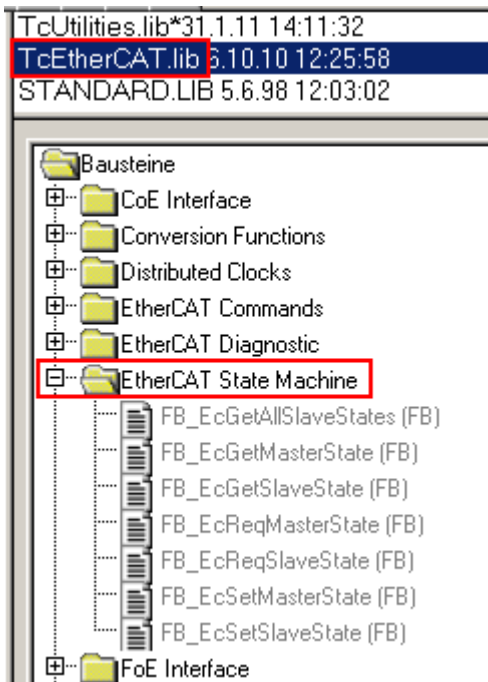 TcUtilities.lib*31.1.11 14:11:32
TcEtherCAT.lib 6.10.10 12:25:58
STANDARD.LIB 5.6.98 12:03:02
Bausteine
CoE Interface
Conversion Functions
Distributed Clocks
EtherCAT Commands
EtherCAT Diagnostic
EtherCAT State Machine
FB_EcGetAllSlaveStates (FB)
FB_EcGetMasterState (FB)
FB_EcGetSlaveState (FB)
FB_EcReqMasterState (FB)
FB_EcReqSlaveState (FB)
FB_EcSetMasterState (FB)
FB_EcSetSlaveState (FB)
FoE Interface